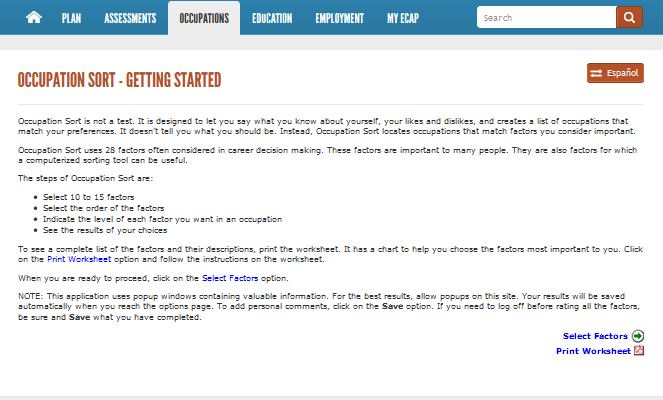 PLAN ASSESSMENTS OCCUPATIONS EDUCATION EMPLOYMENT MY ECAP Search
OCCUPATION SORT - GETTING STARTED
Español
Occupation Sort is not a test. It is designed to let you say what you know about yourself, your likes and dislikes, and creates a list of occupations that
match your preferences. It doesn't tell you what you should be. Instead, Occupation Sort locates occupations that match factors you consider important.
Occupation Sort uses 28 factors often considered in career decision making. These factors are important to many people. They are also factors for which
a computerized sorting tool can be useful.
The steps of Occupation Sort are:
• Select 10 to 15 factors
• Select the order of the factors
• Indicate the level of each factor you want in an occupation
• See the results of your choices
To see a complete list of the factors and their descriptions, print the worksheet. It has a chart to help you choose the factors most important to you. Click
on the Print Worksheet option and follow the instructions on the worksheet.
When you are ready to proceed, click on the Select Factors option.
NOTE: This application uses popup windows containing valuable information. For the best results, allow popups on this site. Your results will be saved
automatically when you reach the options page. To add personal comments, click on the Save option. If you need to log off before rating all the factors,
be sure and Save what you have completed.
Select Factors
Print Worksheet